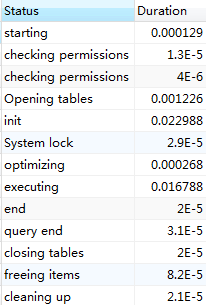 Status Duration
starting 0.000129
checking permissions 1.3E-5
checking permissions 4E-6
Opening tables 0.001226
init 0.022988
System lock 2.9E-5
optimizing 0.000268
executing 0.016788
end 2E-5
query end 3.1E-5
closing tables 2E-5
freeing items 8.2E-5
cleaning up 2.1E-5